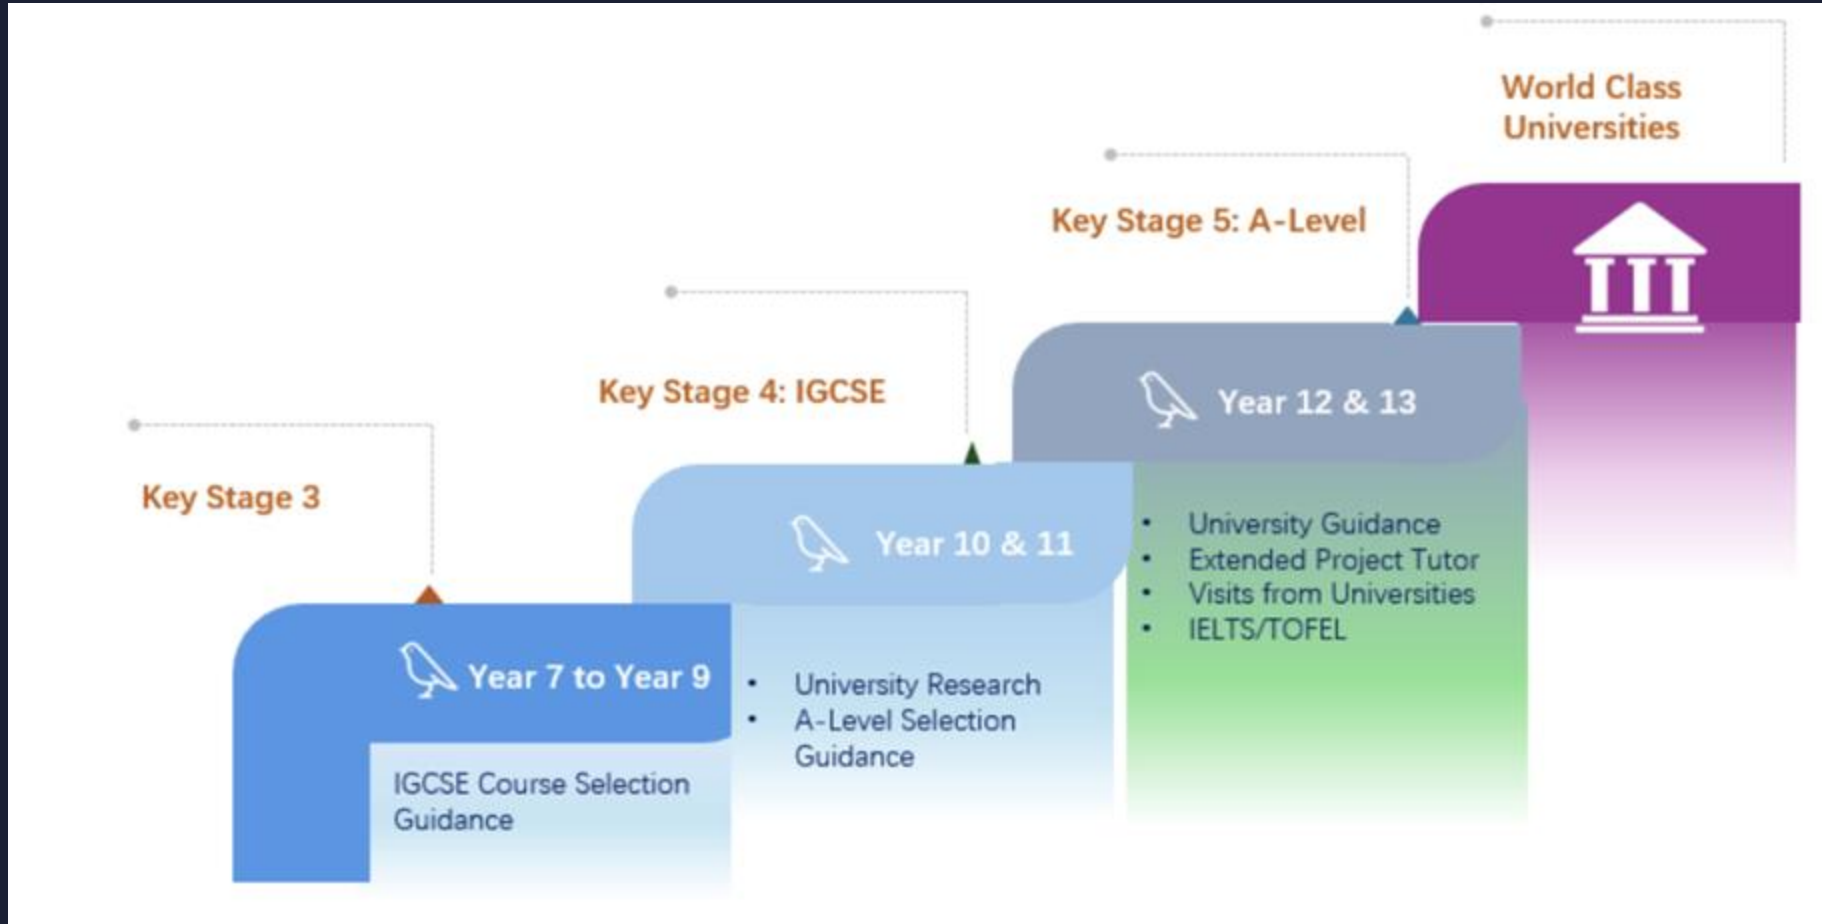 Key Stage 3
Year 7 to Year 9
IGCSE Course Selection
Guidance
Key Stage 4: IGCSE
Year 10 & 11
• University Research
• A-Level Selection
Guidance
Key Stage 5: A-Level
Year 12 & 13
• University Guidance
• Extended Project Tutor
• Visits from Universities
• IELTS/TOFEL
World Class
Universities